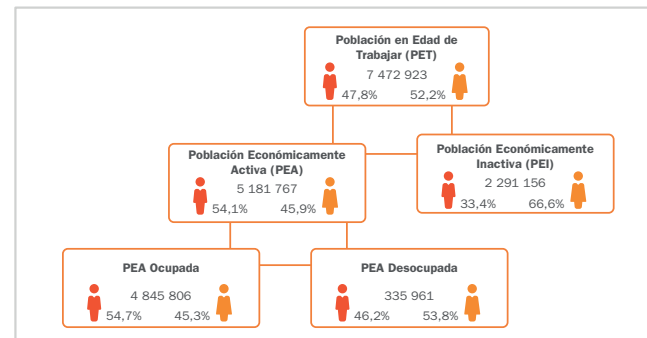 Población en Edad de
Trabajar (PET)
7 472 923
47,8% 52,2%
Población Económicamente
Activa (PEA)
5 181 767
54,1% 45,9%
Población Económicamente
Inactiva (PEI)
2 291 156
33,4% 66,6%
PEA Ocupada
4 845 806
54,7% 45,3%
PEA Desocupada
335 961
46,2% 53,8%